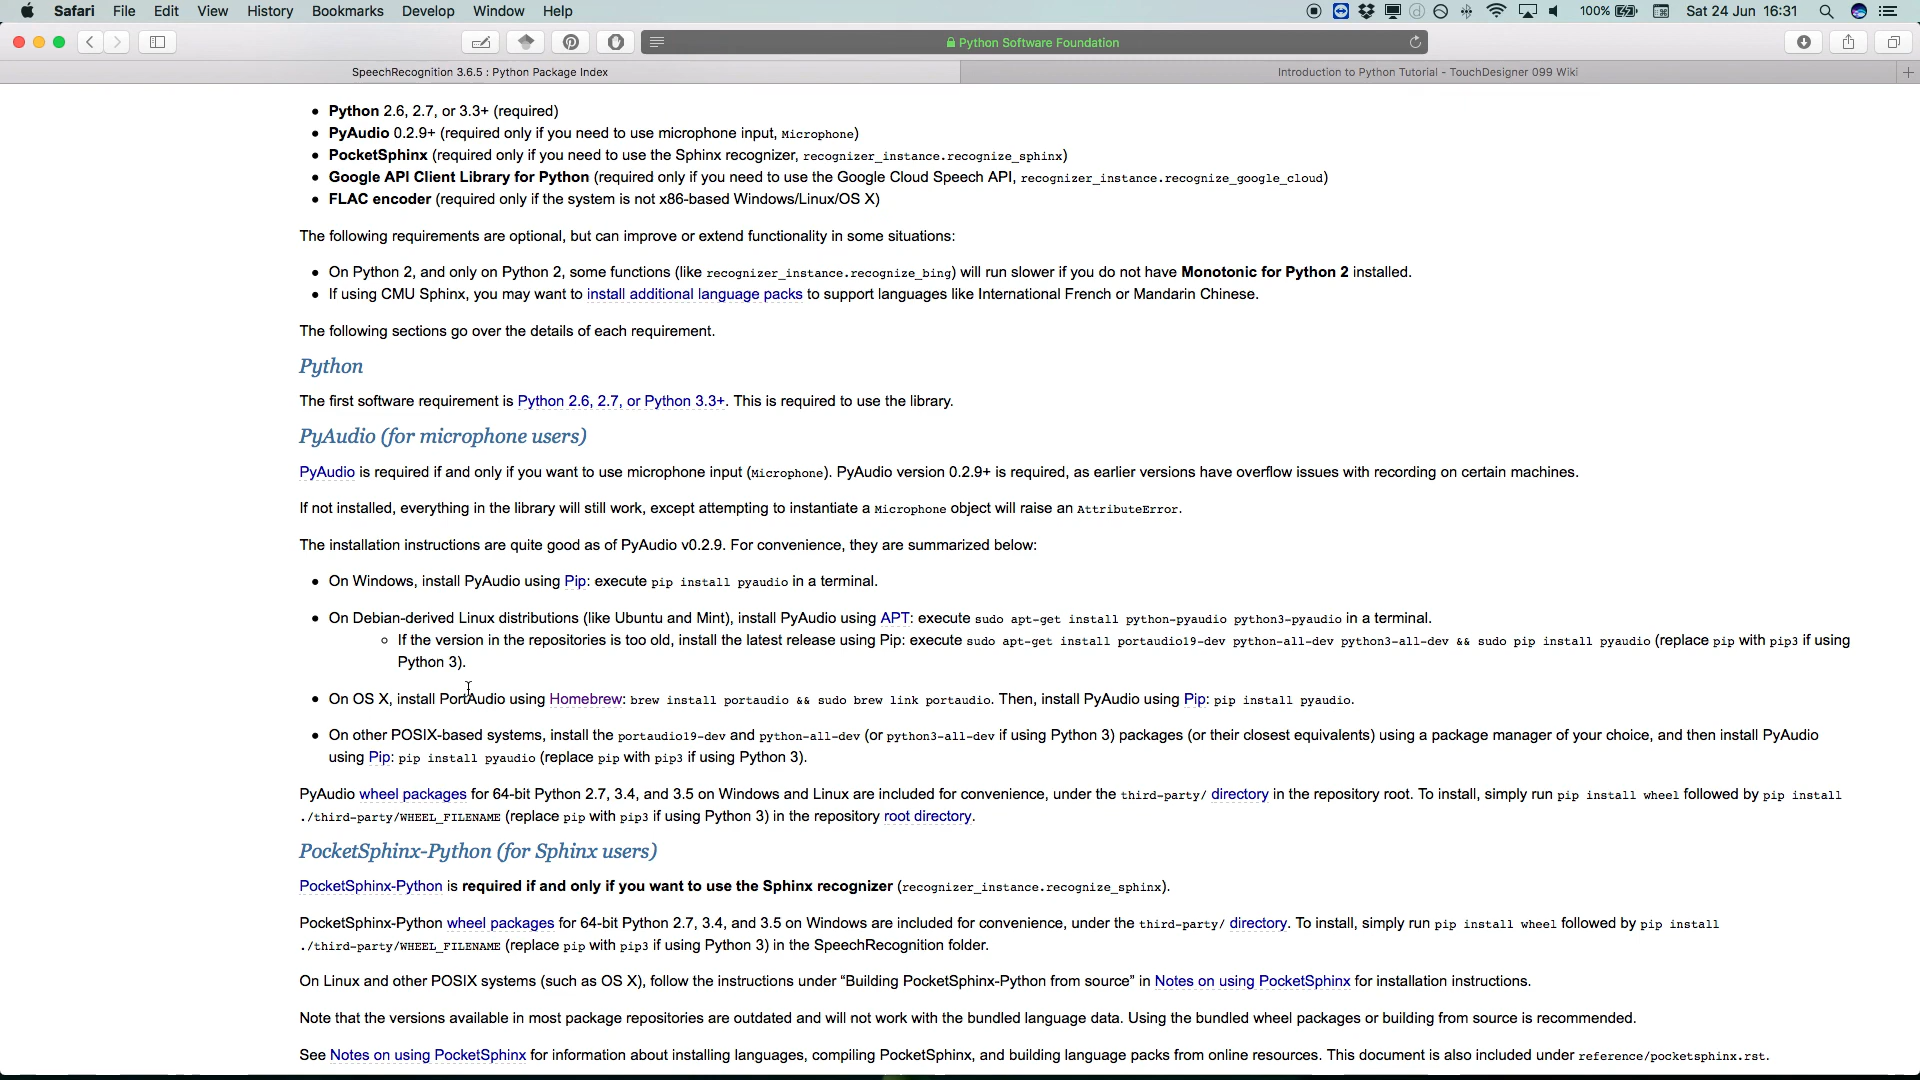 Safari File Edit View History Bookmarks Develop Window Help 100% Sat 24 Jun 16:31
Python Software Foundation
SpeechRecognition 3.6.5 : Python Package Index Introduction to Python Tutorial - TouchDesigner 099 Wiki
• Python 2.6, 2.7, or 3.3+ (required)
• PyAudio 0.2.9+ (required only if you need to use microphone input, Microphone)
• PocketSphinx (required only if you need to use the Sphinx recognizer, recognizer_instance.recognize_sphinx)
• Google API Client Library for Python (required only if you need to use the Google Cloud Speech API, recognizer_instance.recognize_google_cloud)
• FLAC encoder (required only if the system is not x86-based Windows/Linux/OS X)
The following requirements are optional, but can improve or extend functionality in some situations:
• On Python 2, and only on Python 2, some functions (like recognizer_instance.recognize_bing) will run slower if you do not have Monotonic for Python 2 installed.
• If using CMU Sphinx, you may want to install additional language packs to support languages like International French or Mandarin Chinese.
The following sections go over the details of each requirement.
Python
The first software requirement is Python 2.6, 2.7, or Python 3.3+. This is required to use the library.
PyAudio (for microphone users)
PyAudio is required if and only if you want to use microphone input (Microphone). PyAudio version 0.2.9+ is required, as earlier versions have overflow issues with recording on certain machines.
If not installed, everything in the library will still work, except attempting to instantiate a Microphone object will raise an AttributeError.
The installation instructions are quite good as of PyAudio v0.2.9. For convenience, they are summarized below:
• On Windows, install PyAudio using Pip: execute pip install pyaudio in a terminal.
• On Debian-derived Linux distributions (like Ubuntu and Mint), install PyAudio using APT: execute sudo apt-get install python-pyaudio python3-pyaudio in a terminal.
◦ If the version in the repositories is too old, install the latest release using Pip: execute sudo apt-get install portaudio19-dev python-all-dev python3-all-dev && sudo pip install pyaudio (replace pip with pip3 if using
Python 3).
• On OS X, install PortAudio using Homebrew: brew install portaudio && sudo brew link portaudio. Then, install PyAudio using Pip: pip install pyaudio.
• On other POSIX-based systems, install the portaudio19-dev and python-all-dev (or python3-all-dev if using Python 3) packages (or their closest equivalents) using a package manager of your choice, and then install PyAudio
using Pip: pip install pyaudio (replace pip with pip3 if using Python 3).
PyAudio wheel packages for 64-bit Python 2.7, 3.4, and 3.5 on Windows and Linux are included for convenience, under the third-party/ directory in the repository root. To install, simply run pip install wheel followed by pip install
./third-party/WHEEL_FILENAME (replace pip with pip3 if using Python 3) in the repository root directory.
PocketSphinx-Python (for Sphinx users)
PocketSphinx-Python is required if and only if you want to use the Sphinx recognizer (recognizer_instance.recognize_sphinx).
PocketSphinx-Python wheel packages for 64-bit Python 2.7, 3.4, and 3.5 on Windows are included for convenience, under the third-party/ directory. To install, simply run pip install wheel followed by pip install
./third-party/WHEEL_FILENAME (replace pip with pip3 if using Python 3) in the SpeechRecognition folder.
On Linux and other POSIX systems (such as OS X), follow the instructions under “Building PocketSphinx-Python from source” in Notes on using PocketSphinx for installation instructions.
Note that the versions available in most package repositories are outdated and will not work with the bundled language data. Using the bundled wheel packages or building from source is recommended.
See Notes on using PocketSphinx for information about installing languages, compiling PocketSphinx, and building language packs from online resources. This document is also included under reference/pocketsphinx.rst.